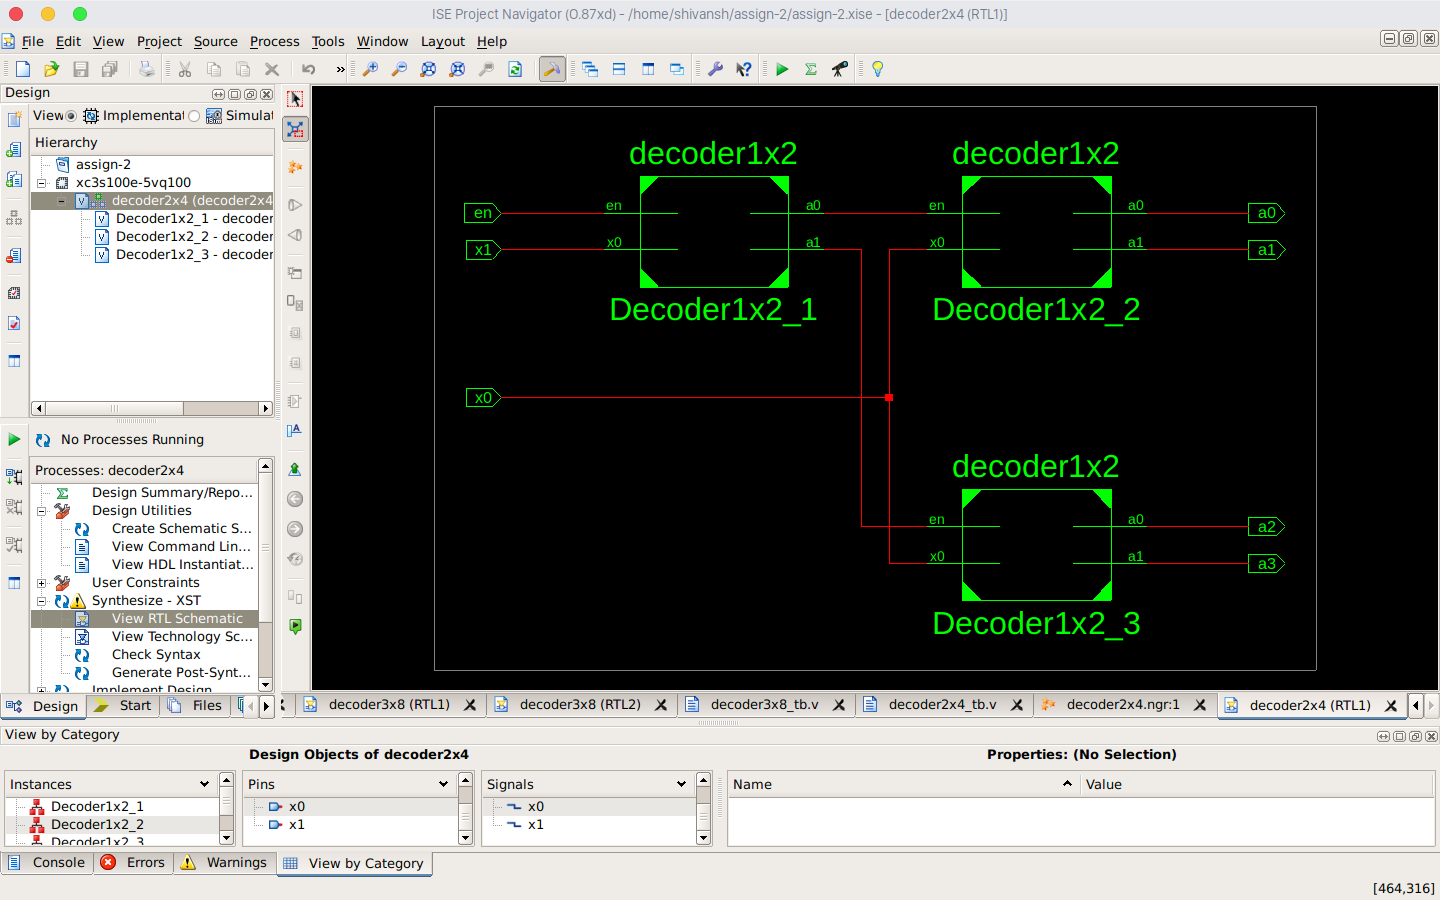 ISE Project Navigator (O.87xd) - /home/shivansh/assign-2/assign-2.xise - [decoder2x4 (RTL1)]
File Edit View Project Source Process Tools Window Layout Help
»
Design
View: Implementat Simulat
Hierarchy
assign-2
xc3s100e-5vq100
decoder2x4 (decoder2x4
Decoder1x2_1 - decoder
Decoder1x2_2 - decoder
Decoder1x2_3 - decoder
No Processes Running
Processes: decoder2x4
Design Summary/Repo...
Design Utilities
Create Schematic S...
View Command Lin...
View HDL Instantiat...
User Constraints
Synthesize - XST
View RTL Schematic
View Technology Sc...
Check Syntax
Generate Post-Synt...
Implement Design
Design Start Files
decoder1x2 decoder1x2
en en a0 en a0 a0
x1 x0 a1 x0 a1 a1
Decoder1x2_1 Decoder1x2_2
x0
decoder1x2
en a0 a2
x0 a1 a3
Decoder1x2_3
decoder3x8 (RTL1) decoder3x8 (RTL2) decoder3x8_tb.v decoder2x4_tb.v decoder2x4.ngr:1 decoder2x4 (RTL1)
View by Category
Design Objects of decoder2x4 Properties: (No Selection)
Instances Pins Signals Name Value
Decoder1x2_1 x0 x0
Decoder1x2_2 x1 x1
Decoder1x2_3
Console Errors Warnings View by Category
[464,316]